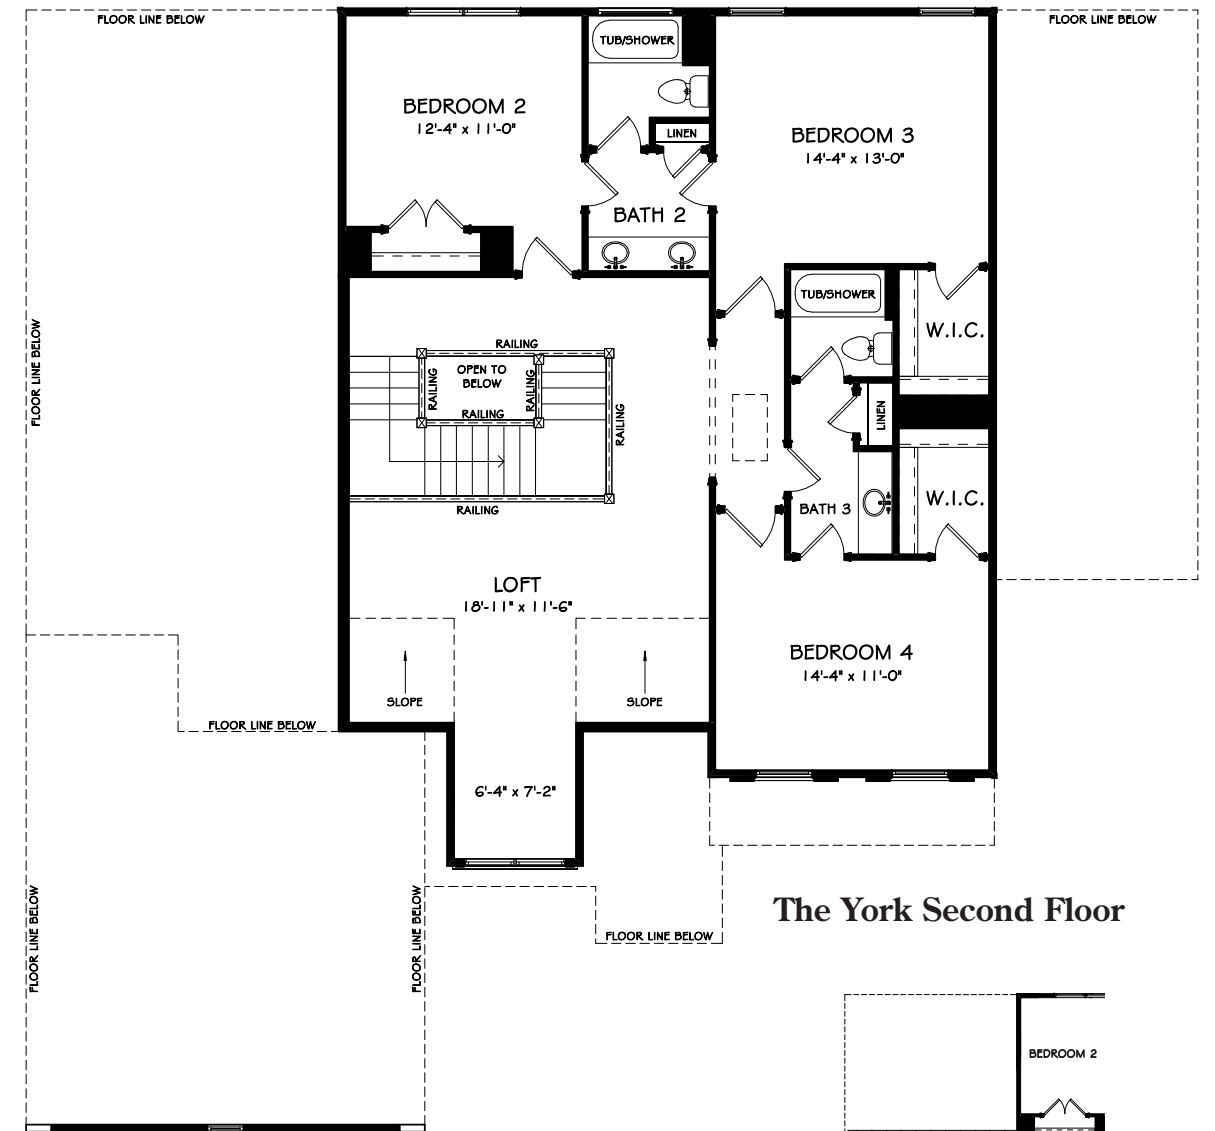 FLOOR LINE BELOW
FLOOR LINE BELOW
TUB/SHOWER
BEDROOM 2
12'-4" x 11'-0"
LINEN
BEDROOM 3
14'-4" x 13'-0"
BATH 2
TUB/SHOWER
W.I.C.
FLOOR LINE BELOW
RAILING
OPEN TO
BELOW
RAILING
RAILING
RAILING
RAILING
LINEN
RAILING
BATH 3
W.I.C.
LOFT
18'-11" x 11'-6"
BEDROOM 4
14'-4" x 11'-0"
SLOPE
SLOPE
FLOOR LINE BELOW
6'-4" x 7'-2"
The York Second Floor
FLOOR LINE BELOW
FLOOR LINE BELOW
FLOOR LINE BELOW
BEDROOM 2